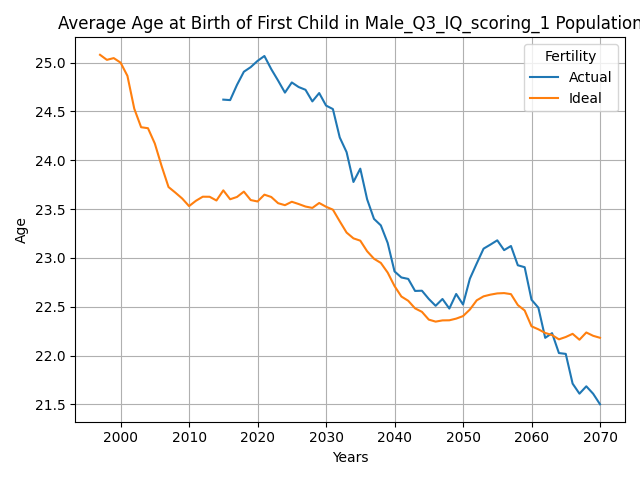 Average Age at Birth of First Child in Male_Q3_IQ_scoring_1 Population
Fertility
Actual
Ideal
25.0
24.5
24.0
23.5
23.0
22.5
22.0
21.5
Age
2000 2010 2020 2030 2040 2050 2060 2070
Years